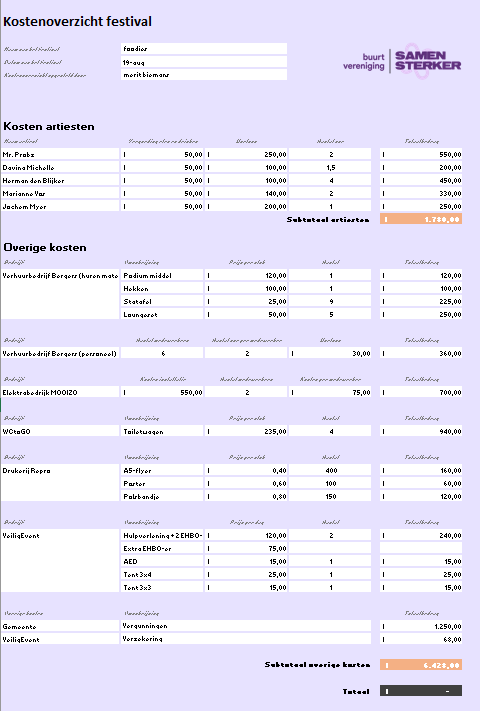 Kostenoverzicht festival
Naam van het festival foodies
Datum van het festival 19-aug
Kostenoverzicht opgesteld door merit biemans
buurt vereniging SAMEN STERKER
Kosten artiesten
Naam artiest Vergoeding elke onkosten Uurloon Aantal uur Totaalbedrag
Mr. Probz 50,00 250,00 2 550,00
Davina Michelle 50,00 100,00 1,5 200,00
Herman den Blijker 50,00 100,00 4 450,00
Marianne Vas 50,00 140,00 2 330,00
Jochem Myer 50,00 200,00 1 250,00
Subtotaal artiesten 1.780,00
Overige kosten
Bedrijf Omschrijving Prijs per stuk Aantal Totaalbedrag
Verhuurbedrijf Bergers (huren mate Podium middel 120,00 1 120,00
Hekken 100,00 1 100,00
Statafel 25,00 9 225,00
Loungeset 50,00 5 250,00
Bedrijf Aantal medewerkers Aantal uur per medewerker Uurloon Totaalbedrag
Verhuurbedrijf Bergers (personeel) 6 2 30,00 360,00
Bedrijf Kosten installatie Aantal medewerkers Kosten per medewerker Totaalbedrag
Elektrabedrijk MOOIZO 550,00 2 75,00 700,00
Bedrijf Omschrijving Prijs per stuk Aantal Totaalbedrag
WCtoGO Toiletwagen 235,00 4 940,00
Bedrijf Omschrijving Prijs per stuk Aantal Totaalbedrag
Drukerij Repro A5-flyer 0,40 400 160,00
Poster 0,60 100 60,00
Polsbandje 0,80 150 120,00
Bedrijf Omschrijving Prijs per dag Aantal Totaalbedrag
VeiligEvent Hulpverlening + 2 EHBO- 120,00 2 240,00
Extra EHBO-er 75,00
AED 15,00 1 15,00
Tent 3x4 25,00 1 25,00
Tent 3x3 15,00 1 15,00
Overige kosten Omschrijving Totaalbedrag
Gemeente Vergunningen 1.250,00
VeiligEvent Verzekering 68,00
Subtotaal overige kosten 6.428,00
Totaal -